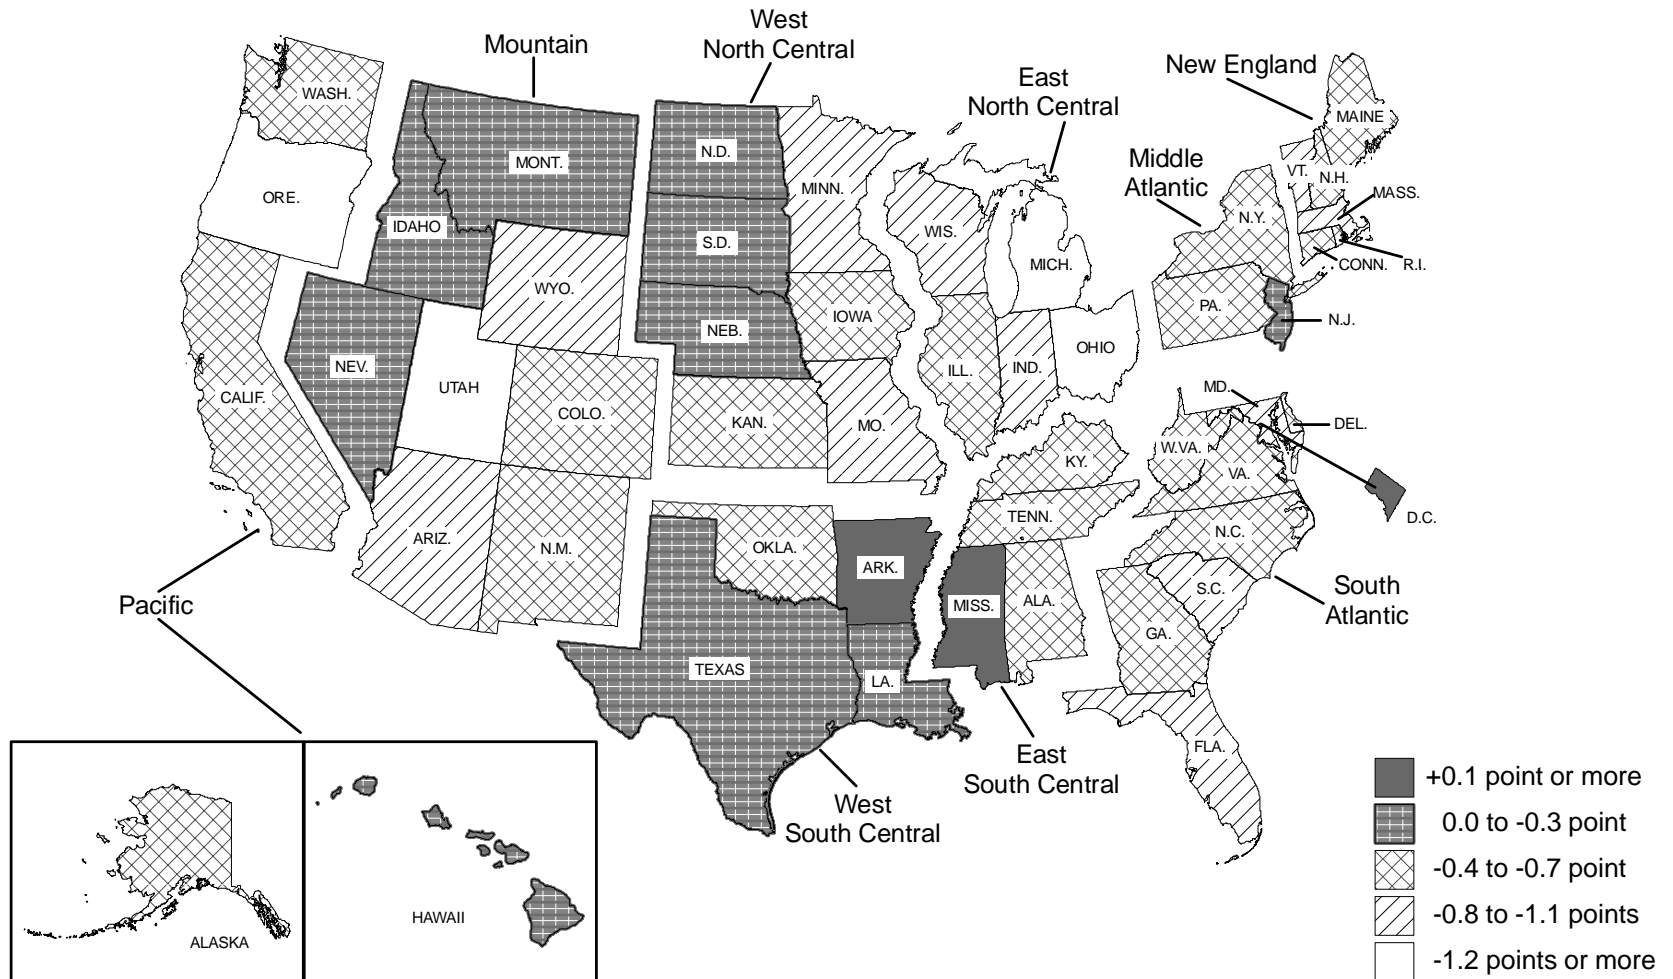 West
North Central
Mountain
East
North Central
New England
Middle
Atlantic
WASH.
MAINE
MONT.
N.D.
VT.
N.H.
MASS.
ORE.
MINN.
IDAHO
S.D.
WIS.
N.Y.
MICH.
CONN.
R.I.
WYO.
IOWA
PA.
N.J.
NEB.
NEV.
UTAH
ILL.
IND.
OHIO
CALIF.
COLO.
KAN.
MO.
MD.
DEL.
W.VA.
VA.
KY.
D.C.
TENN.
N.C.
ARIZ.
N.M.
OKLA.
ARK.
S.C.
South
Atlantic
Pacific
MISS.
ALA.
GA.
TEXAS
LA.
FLA.
East
South Central
West
South Central
ALASKA
HAWAII
+0.1 point or more
0.0 to -0.3 point
-0.4 to -0.7 point
-0.8 to -1.1 points
-1.2 points or more